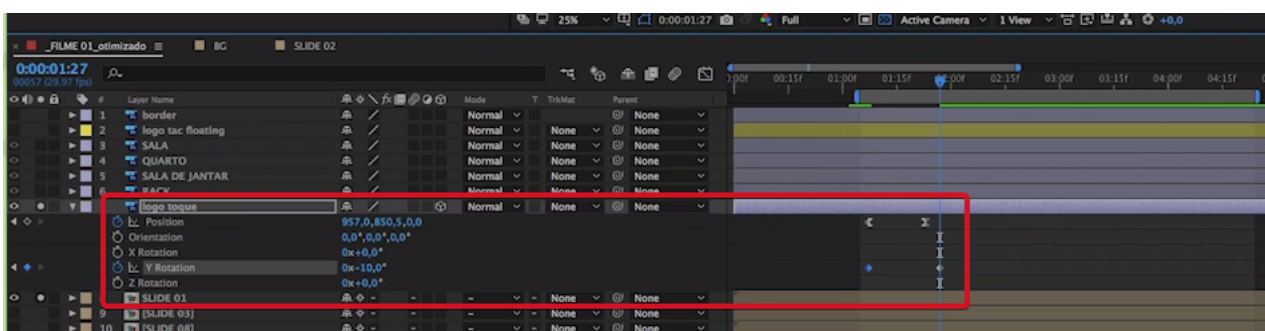 25% 0:00:01:27 Full Active Camera 1 View +0,0
× _FILME 01_otimizado BG SLIDE 02
0:00:01:27
00057 (29.97 fps)
00f 00:15f 01:00f 01:15f 2:00f 02:15f 03:00f 03:15f 04:00f 04:15f
# Layer Name Mode T TrkMat Parent
1 border Normal None
2 logo tac floating Normal None None
3 SALA Normal None None
4 QUARTO Normal None None
5 SALA DE JANTAR Normal None None
6 RACK Normal None None
logo toque Normal None None
Position 957,0,850,5,0,0
Orientation 0,0°,0,0°,0,0°
X Rotation 0x+0,0°
Y Rotation 0x-10,0°
Z Rotation 0x+0,0°
SLIDE 01 - - - - None None
9 [SLIDE 03] - - - - None None
10 [SLIDE 08] - - - - None None